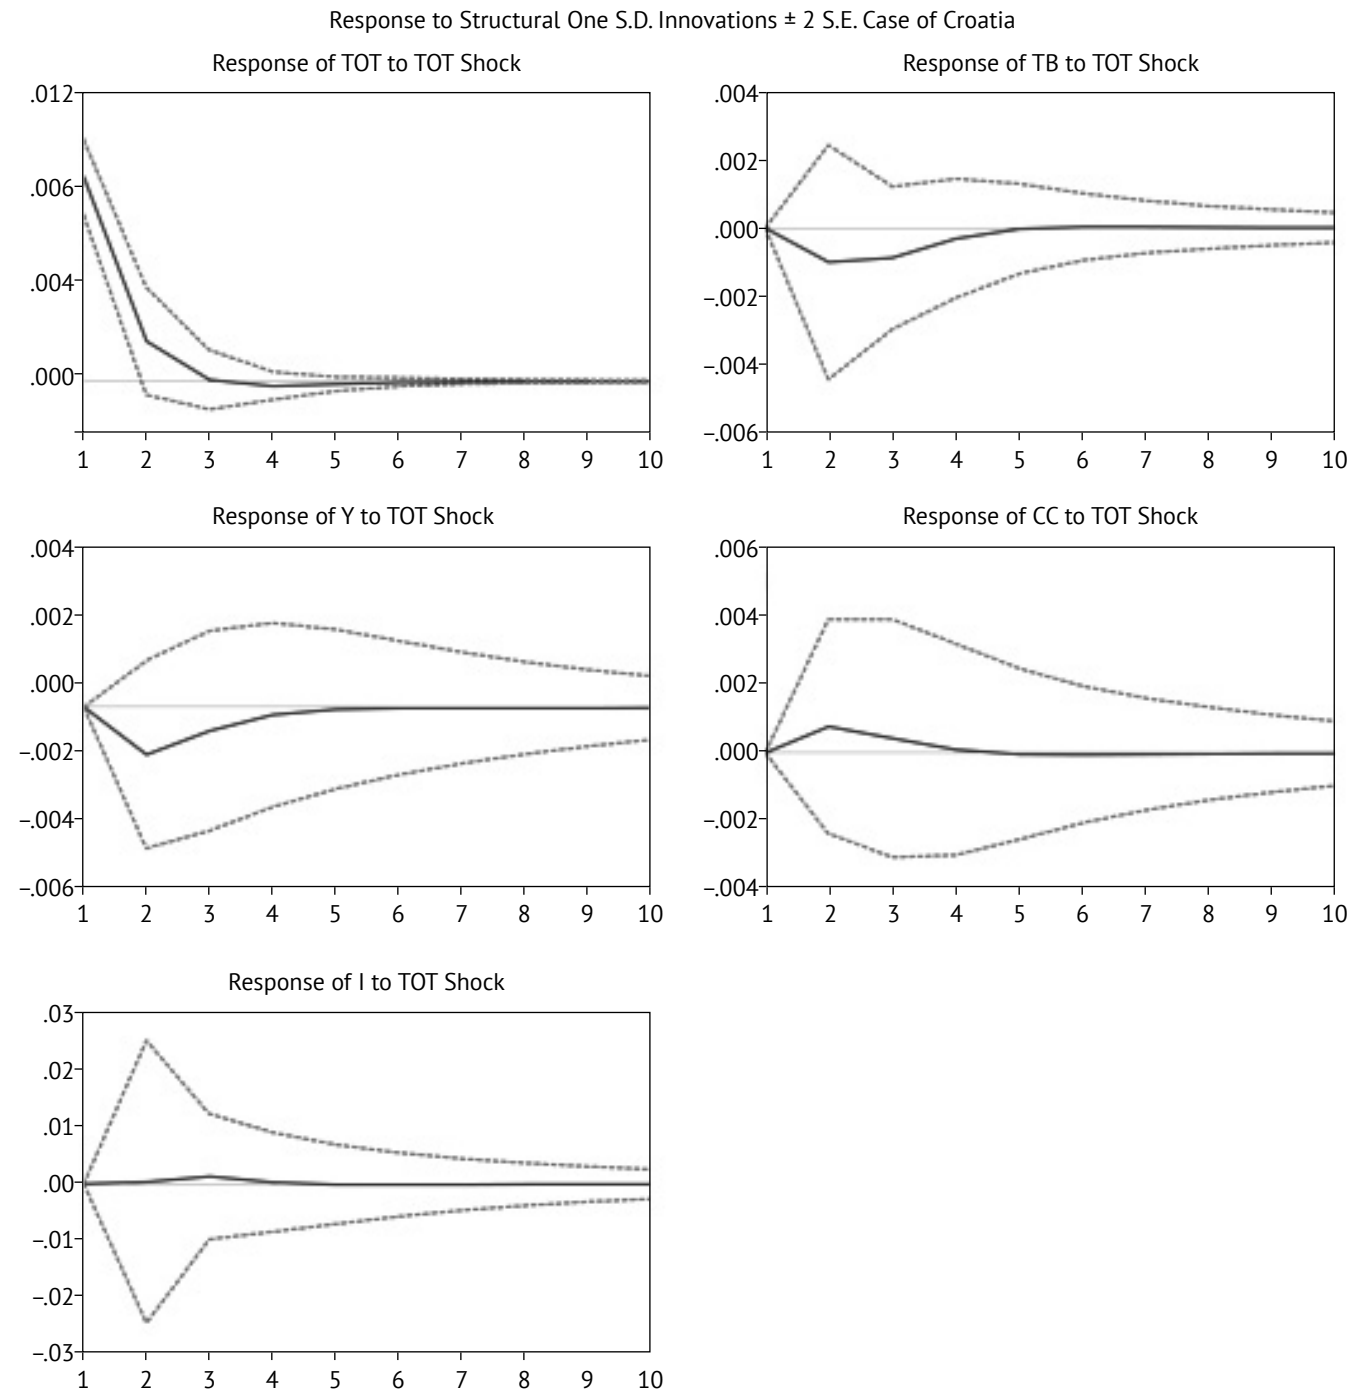 Response to Structural One S.D. Innovations ± 2 S.E. Case of Croatia
Response of TOT to TOT Shock
.012
.006
.004
.000
1 2 3 4 5 6 7 8 9 10
Response of TB to TOT Shock
.004
.002
.000
–.002
–.004
–.006
1 2 3 4 5 6 7 8 9 10
Response of Y to TOT Shock
.004
.002
.000
–.002
–.004
–.006
1 2 3 4 5 6 7 8 9 10
Response of CC to TOT Shock
.006
.004
.002
.000
–.002
–.004
1 2 3 4 5 6 7 8 9 10
Response of I to TOT Shock
.03
.02
.01
.00
–.01
–.02
–.03
1 2 3 4 5 6 7 8 9 10